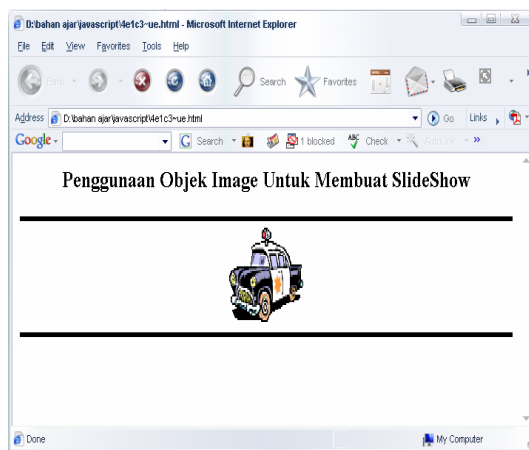 D:\bahan ajar\javascript\4e1c3~ue.html - Microsoft Internet Explorer
File Edit View Favorites Tools Help
Back Search Favorites
Address D:\bahan ajar\javascript\4e1c3~ue.html Go Links
Google Search 1 blocked ABC Check AutoLink
Penggunaan Objek Image Untuk Membuat SlideShow
Done My Computer